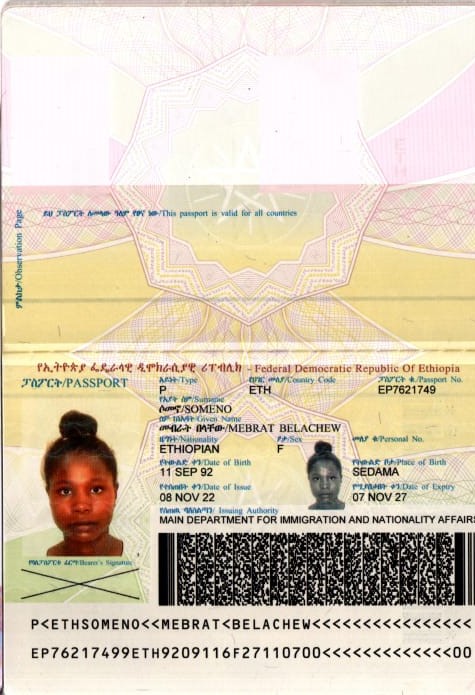 ይህ ፓስፖርት ለመላው ዓለም የፀና ነው/This passport is valid for all countries
ምልከታ/Observation Page
የኢትዮጵያ ፌዴራላዊ ዲሞክራሲያዊ ሪፐብሊክ - Federal Democratic Republic Of Ethiopia
ፓስፖርት/PASSPORT
ዓይነት/Type
P
የሀገር መለያ/Country Code
ETH
ፓስፖርት ቁ/Passport No.
EP7621749
የአያት ስም/Surname
ሶመኖ/SOMENO
ስም ከነአባት/Given Name
መብራት በላቸው/MEBRAT BELACHEW
ዜግነት/Nationality
ETHIOPIAN
ፆታ/Sex
F
መለያ ቁ/Personal No.
የትውልድ ቀን/Date of Birth
11 SEP 92
የትውልድ ቦታ/Place of Birth
SEDAMA
የተሰጠበት ቀን/Date of Issue
08 NOV 22
የሚያበቃበት ቀን/Date of Expiry
07 NOV 27
የሰጠዉ ባለስልጣን/ Issuing Authority
MAIN DEPARTMENT FOR IMMIGRATION AND NATIONALITY AFFAIRS
የባለፓስፖርቱ ፊርማ/Bearer's Signature
P<ETHSOMENO<<MEBRAT<BELACHEW<<<<<<<<<<<<<<<<
EP76217499ETH9209116F27110700<<<<<<<<<<<<<00